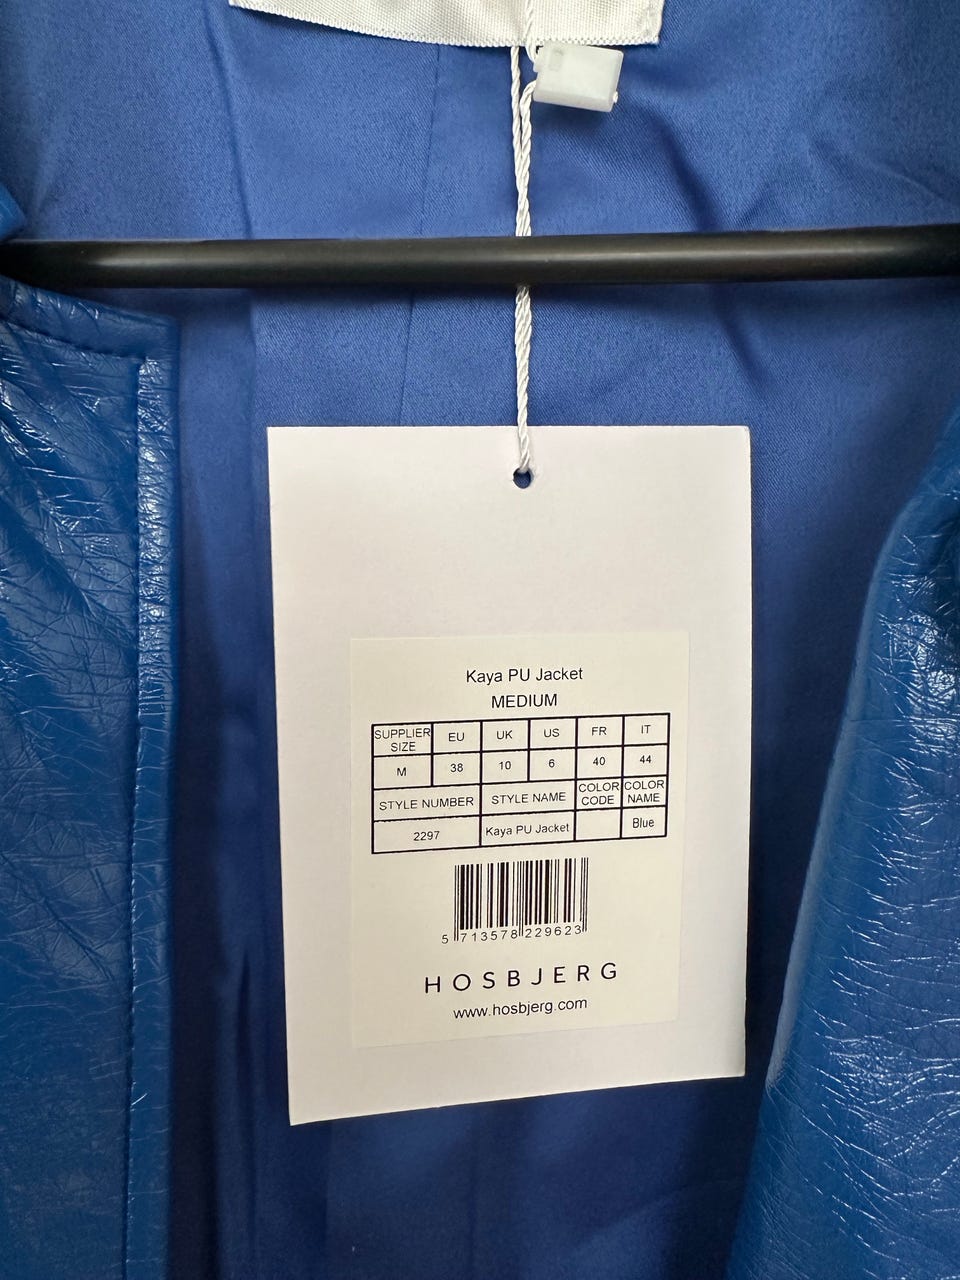 Kaya PU Jacket
MEDIUM
SUPPLIER SIZE EU UK US FR IT
M 38 10 6 40 44
STYLE NUMBER STYLE NAME COLOR CODE COLOR NAME
2297 Kaya PU Jacket Blue
5 713578 229623
HOSBJERG
www.hosbjerg.com